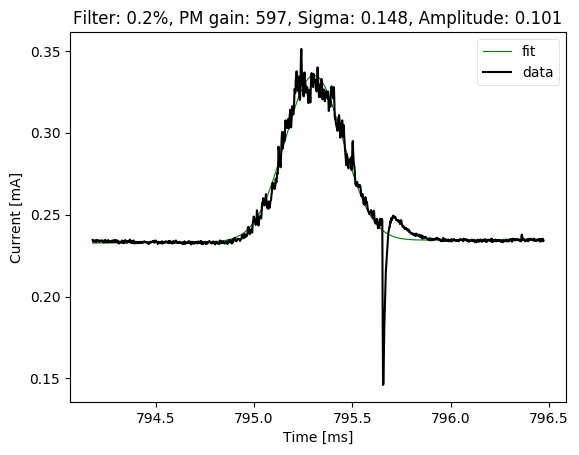 Filter: 0.2%, PM gain: 597, Sigma: 0.148, Amplitude: 0.101
fit
data
0.35
0.30
0.25
0.20
0.15
Current [mA]
794.5
795.0
795.5
796.0
796.5
Time [ms]